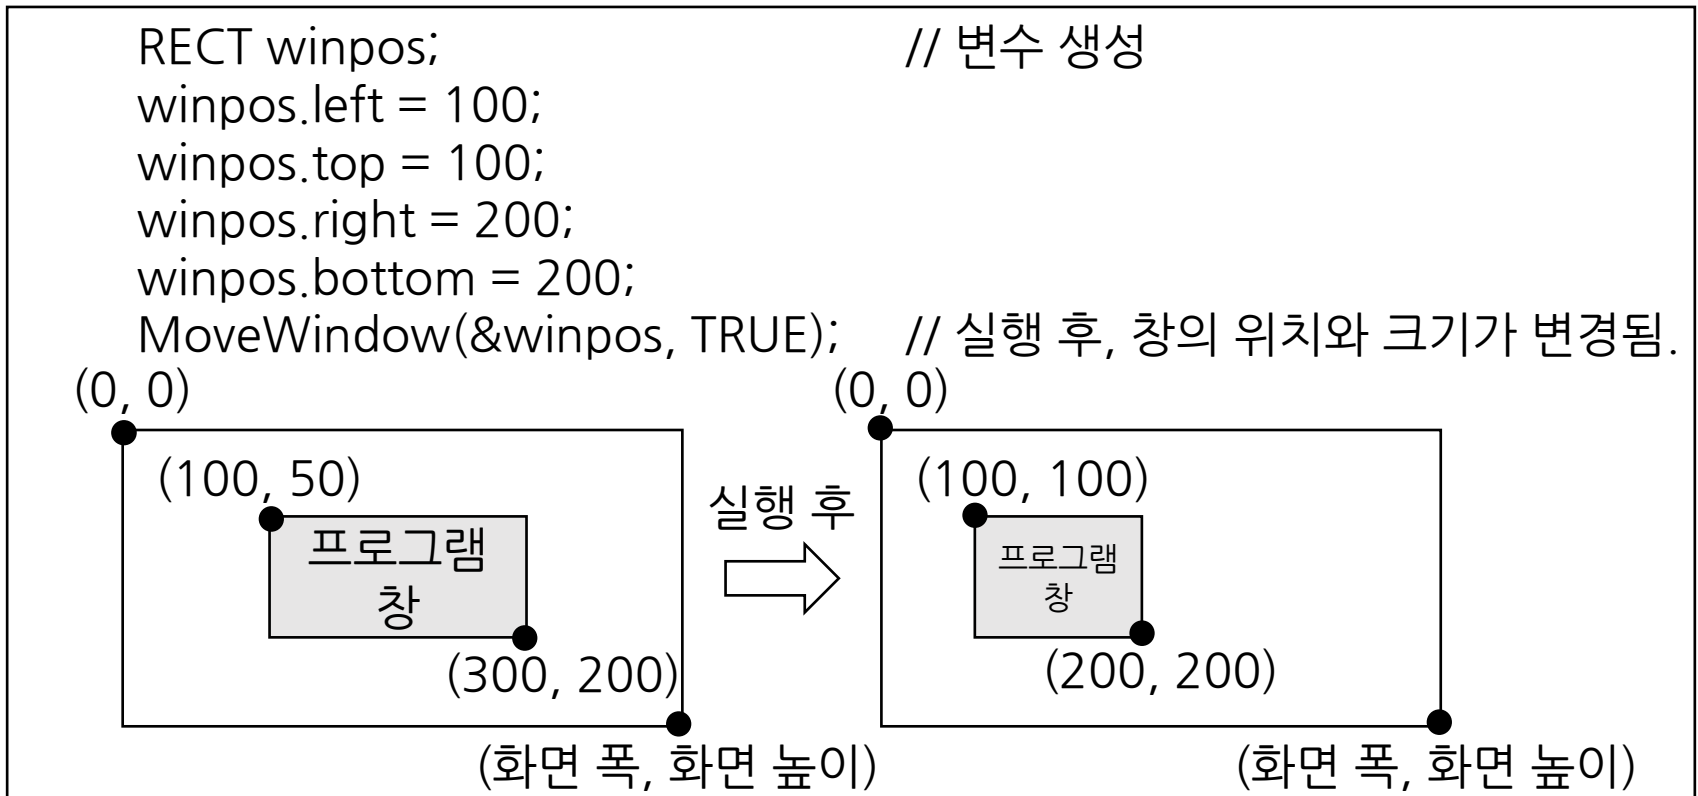 RECT winpos; // 변수 생성
winpos.left = 100;
winpos.top = 100;
winpos.right = 200;
winpos.bottom = 200;
MoveWindow(&winpos, TRUE); // 실행 후, 창의 위치와 크기가 변경됨.
(0, 0)
(100, 50)
프로그램
창
(300, 200)
(화면 폭, 화면 높이)
실행 후
(0, 0)
(100, 100)
프로그램
창
(200, 200)
(화면 폭, 화면 높이)